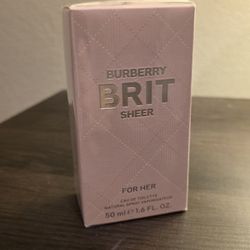 BURBERRY
BRIT
SHEER
FOR HER
EAU DE TOILETTE
NATURAL SPRAY VAPORISATEUR
50 ml ℮ 1.6 FL. OZ.